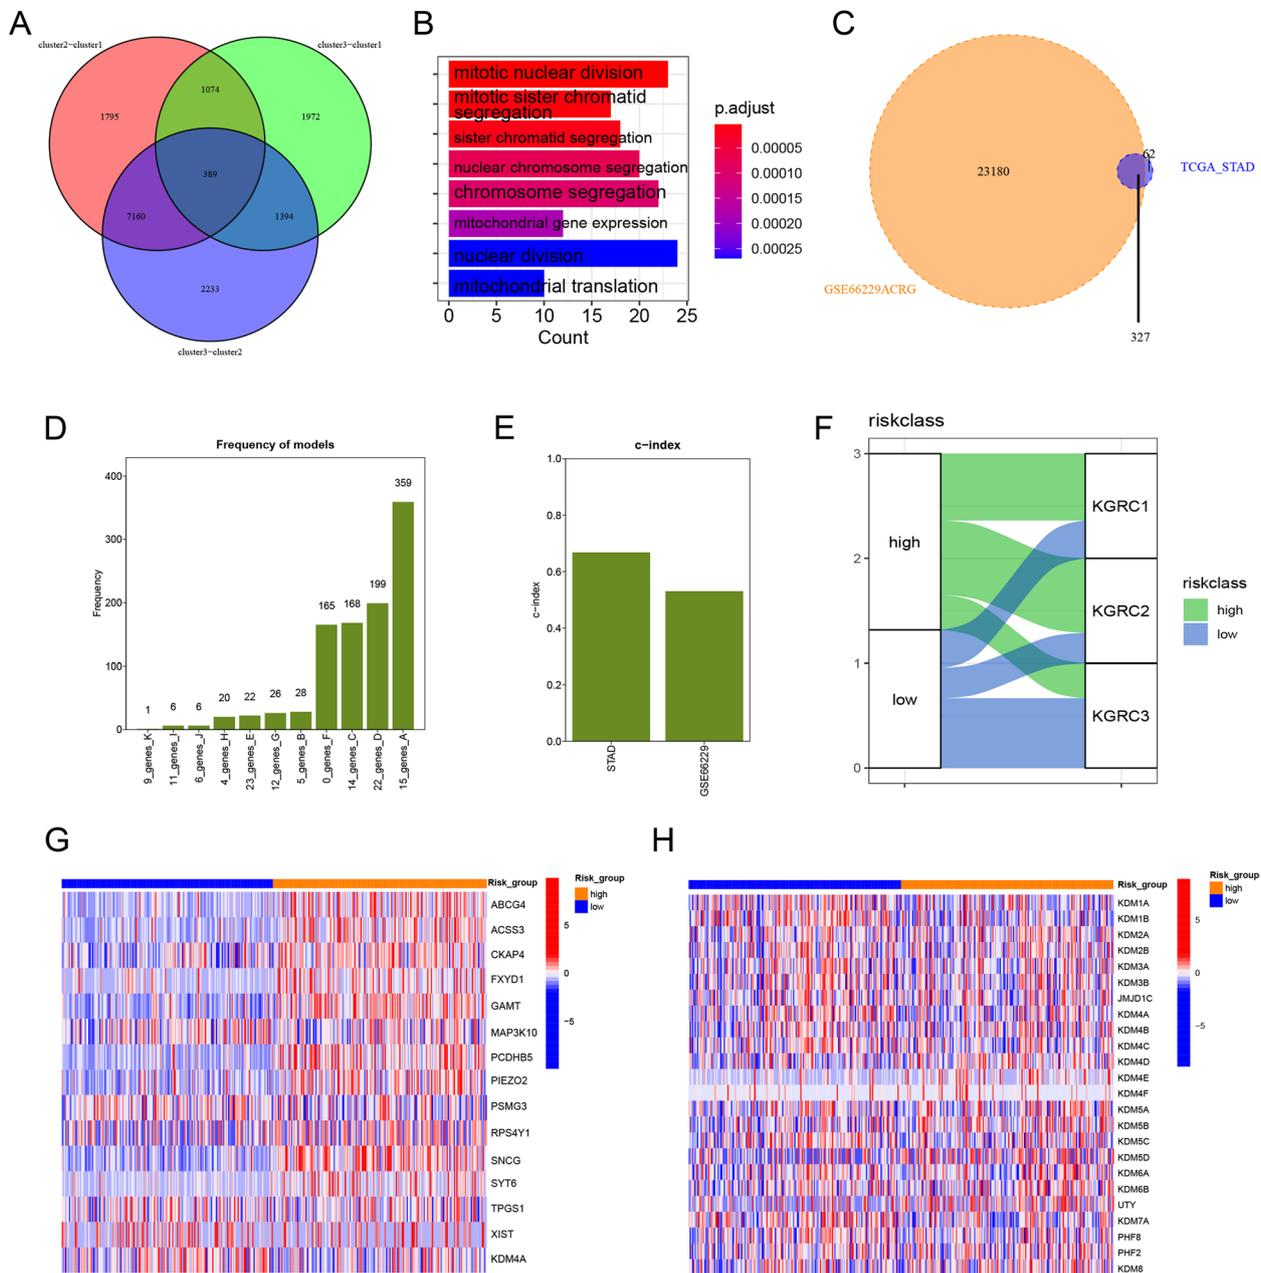 A
cluster2−cluster1
cluster3−cluster1
1074
1795
1972
389
7160
1394
2233
cluster3−cluster2
B
mitotic nuclear division
mitotic sister chromatid
segregation
sister chromatid segregation
nuclear chromosome segregation
chromosome segregation
mitochondrial gene expression
nuclear division
mitochondrial translation
0 5 10 15 20 25
Count
p.adjust
0.00005
0.00010
0.00015
0.00020
0.00025
C
62
TCGA_STAD
23180
GSE66229ACRG
327
D
Frequency of models
Frequency
400
300
200
100
0
1
6
6
20
22
26
28
165
168
199
359
9_genes_K
11_genes_I
6_genes_J
4_genes_H
23_genes_E
12_genes_G
5_genes_B
0_genes_F
14_genes_C
22_genes_D
15_genes_A
E
c−index
c−index
1.0
0.8
0.6
0.4
0.2
0.0
STAD
GSE66229
F
riskclass
3
2
1
0
high
low
KGRC1
KGRC2
KGRC3
riskclass
high
low
G
Risk_group
ABCG4
ACSS3
CKAP4
FXYD1
GAMT
MAP3K10
PCDHB5
PIEZO2
PSMG3
RPS4Y1
SNCG
SYT6
TPGS1
XIST
KDM4A
5
0
−5
Risk_group
high
low
H
Risk_group
KDM1A
KDM1B
KDM2A
KDM2B
KDM3A
KDM3B
JMJD1C
KDM4A
KDM4B
KDM4C
KDM4D
KDM4E
KDM4F
KDM5A
KDM5B
KDM5C
KDM5D
KDM6A
KDM6B
UTY
KDM7A
PHF8
PHF2
KDM8
5
0
−5
Risk_group
high
low